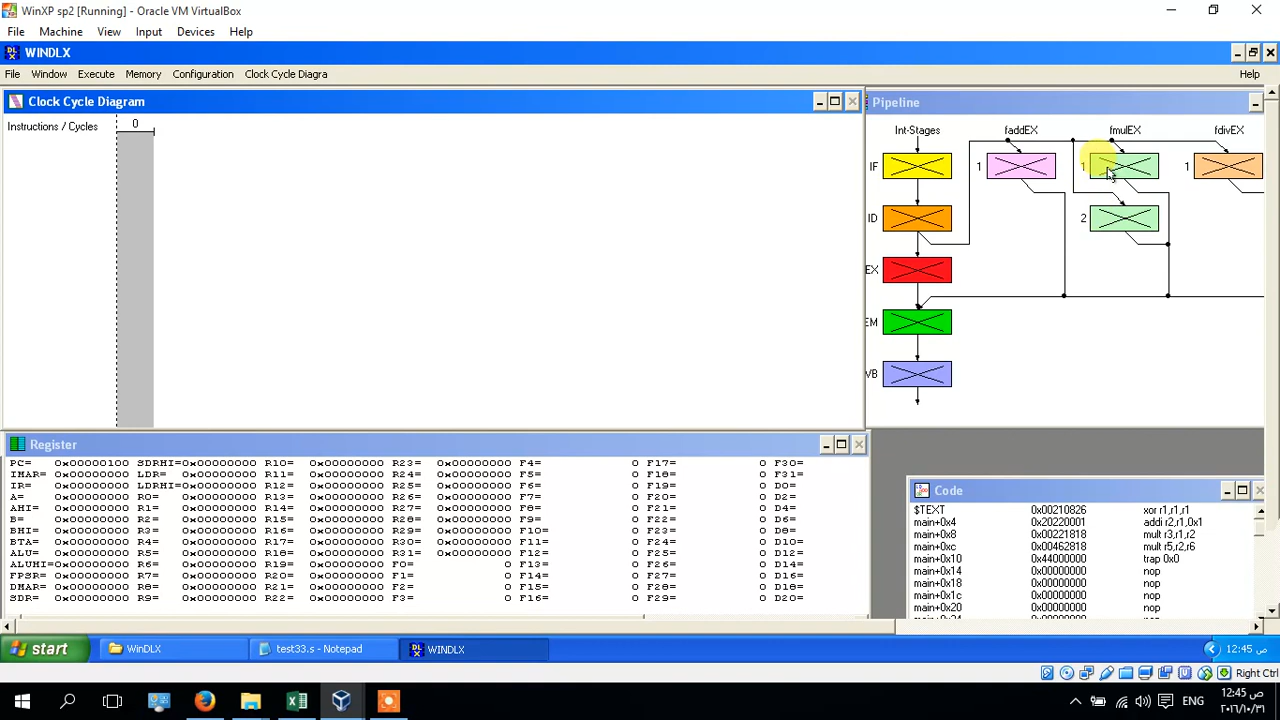 WinXP sp2 [Running] - Oracle VM VirtualBox
File Machine View Input Devices Help
WINDLX
File Window Execute Memory Configuration Clock Cycle Diagra Help
Clock Cycle Diagram
Instructions / Cycles 0
Pipeline
Int-Stages faddEX fmulEX fdivEX
IF 1 1 1
ID 2
EX
EM
VB
Register
PC= 0x00000100 SDRHI=0x00000000 R10= 0x00000000 R23= 0x00000000 F4= 0 F17= 0 F30=
IMAR= 0x00000000 LDR= 0x00000000 R11= 0x00000000 R24= 0x00000000 F5= 0 F18= 0 F31=
IR= 0x00000000 LDRHI=0x00000000 R12= 0x00000000 R25= 0x00000000 F6= 0 F19= 0 D0=
A= 0x00000000 R0= 0x00000000 R13= 0x00000000 R26= 0x00000000 F7= 0 F20= 0 D2=
AHI= 0x00000000 R1= 0x00000000 R14= 0x00000000 R27= 0x00000000 F8= 0 F21= 0 D4=
B= 0x00000000 R2= 0x00000000 R15= 0x00000000 R28= 0x00000000 F9= 0 F22= 0 D6=
BHI= 0x00000000 R3= 0x00000000 R16= 0x00000000 R29= 0x00000000 F10= 0 F23= 0 D8=
BTA= 0x00000000 R4= 0x00000000 R17= 0x00000000 R30= 0x00000000 F11= 0 F24= 0 D10=
ALU= 0x00000000 R5= 0x00000000 R18= 0x00000000 R31= 0x00000000 F12= 0 F25= 0 D12=
ALUHI=0x00000000 R6= 0x00000000 R19= 0x00000000 F0= 0 F13= 0 F26= 0 D14=
FPSR= 0x00000000 R7= 0x00000000 R20= 0x00000000 F1= 0 F14= 0 F27= 0 D16=
DMAR= 0x00000000 R8= 0x00000000 R21= 0x00000000 F2= 0 F15= 0 F28= 0 D18=
SDR= 0x00000000 R9= 0x00000000 R22= 0x00000000 F3= 0 F16= 0 F29= 0 D20=
Code
$TEXT 0x00210826 xor r1,r1,r1
main+0x4 0x20220001 addi r2,r1,0x1
main+0x8 0x00221818 mult r3,r1,r2
main+0xc 0x00462818 mult r5,r2,r6
main+0x10 0x44000000 trap 0x0
main+0x14 0x00000000 nop
main+0x18 0x00000000 nop
main+0x1c 0x00000000 nop
main+0x20 0x00000000 nop
start WinDLX test33.s - Notepad WINDLX 12:45 ص
Right Ctrl
ENG 12:45 ص
٢٠١٦/١٠/٣١